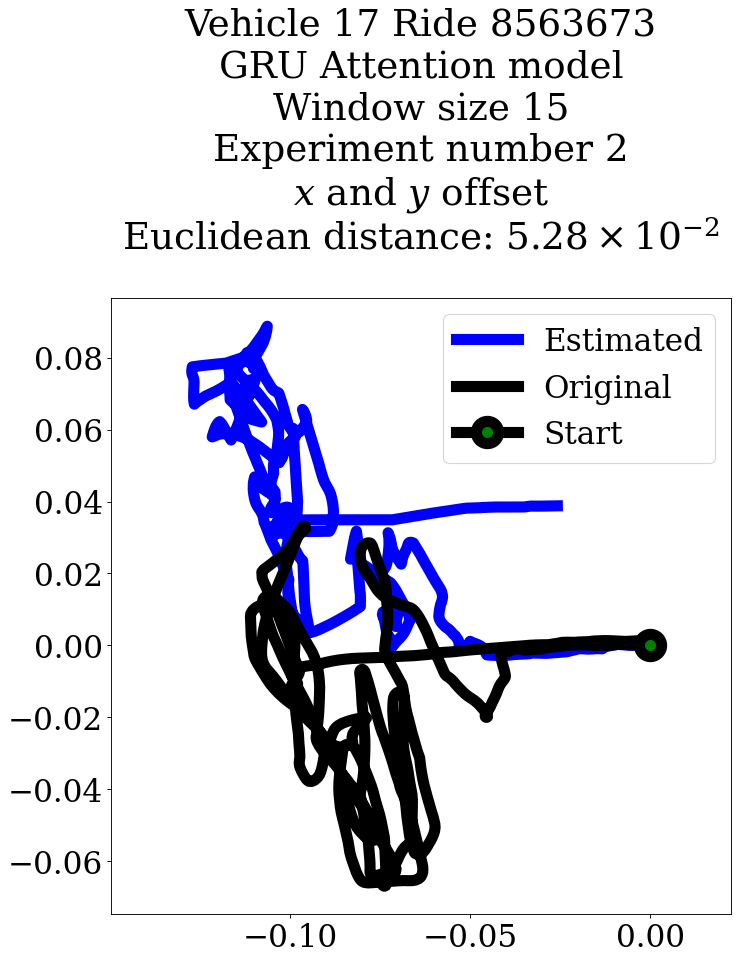 Vehicle 17 Ride 8563673
GRU Attention model
Window size 15
Experiment number 2
x and y offset
Euclidean distance: 5.28 × 10⁻²
Estimated
Original
Start
0.08
0.06
0.04
0.02
0.00
−0.02
−0.04
−0.06
−0.10 −0.05 0.00